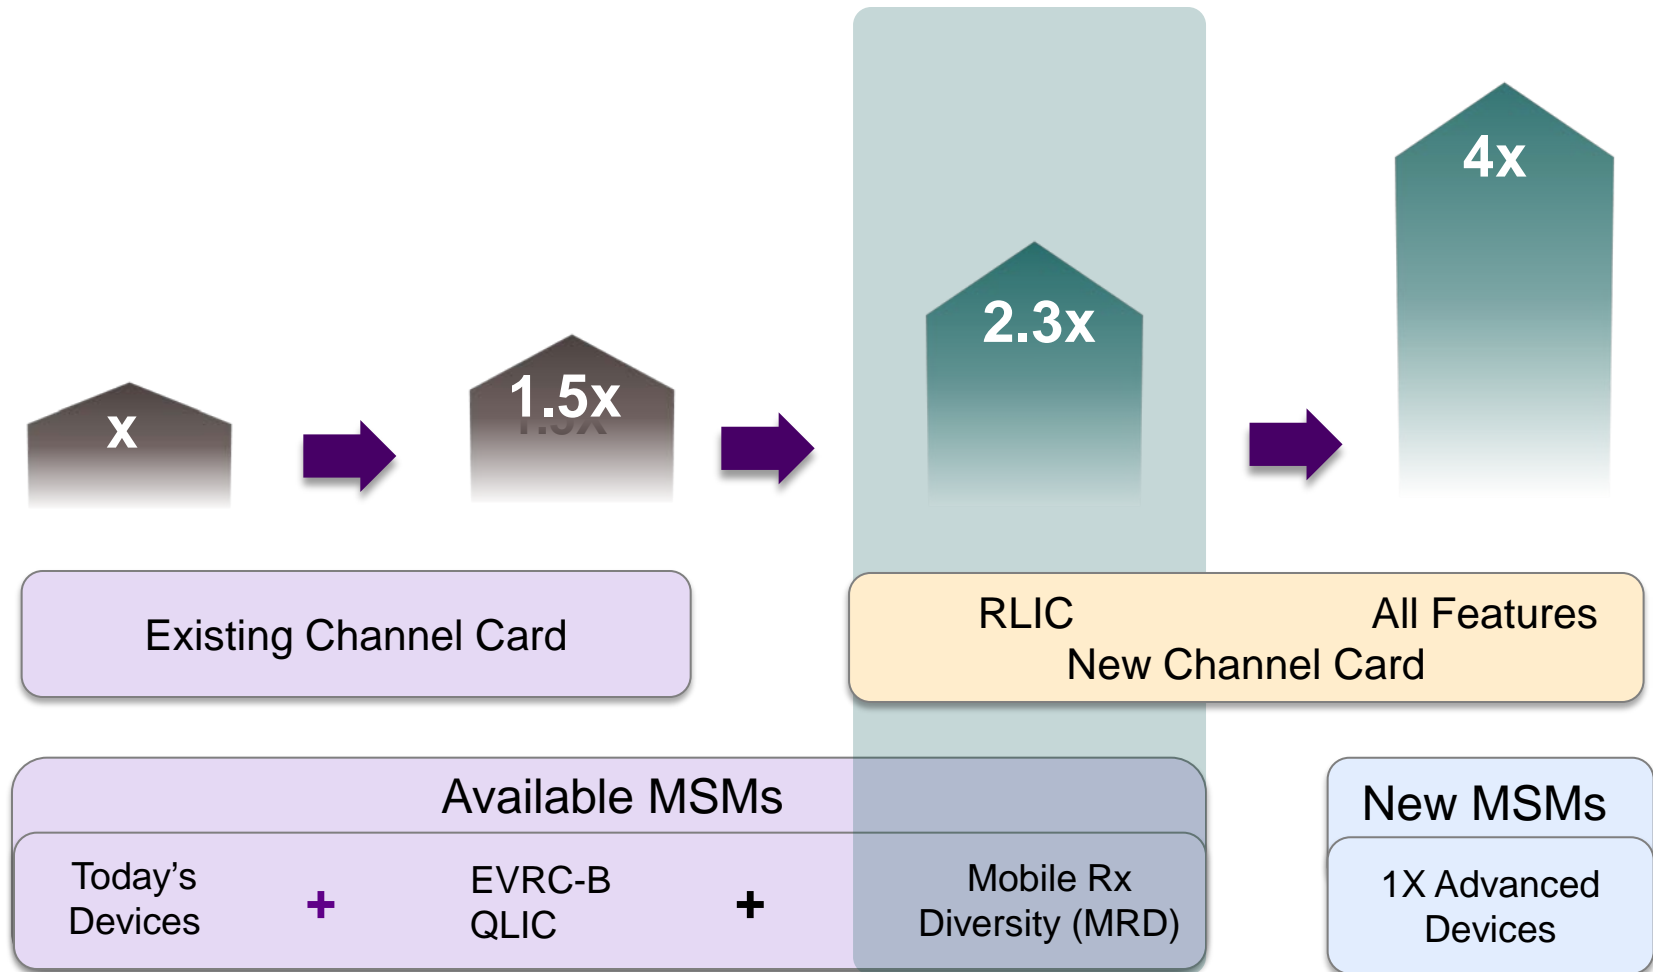 x
1.5x
2.3x
4x
Existing Channel Card
RLIC
All Features
New Channel Card
Available MSMs
New MSMs
Today's
Devices
+
EVRC-B
QLIC
+
Mobile Rx
Diversity (MRD)
1X Advanced
Devices